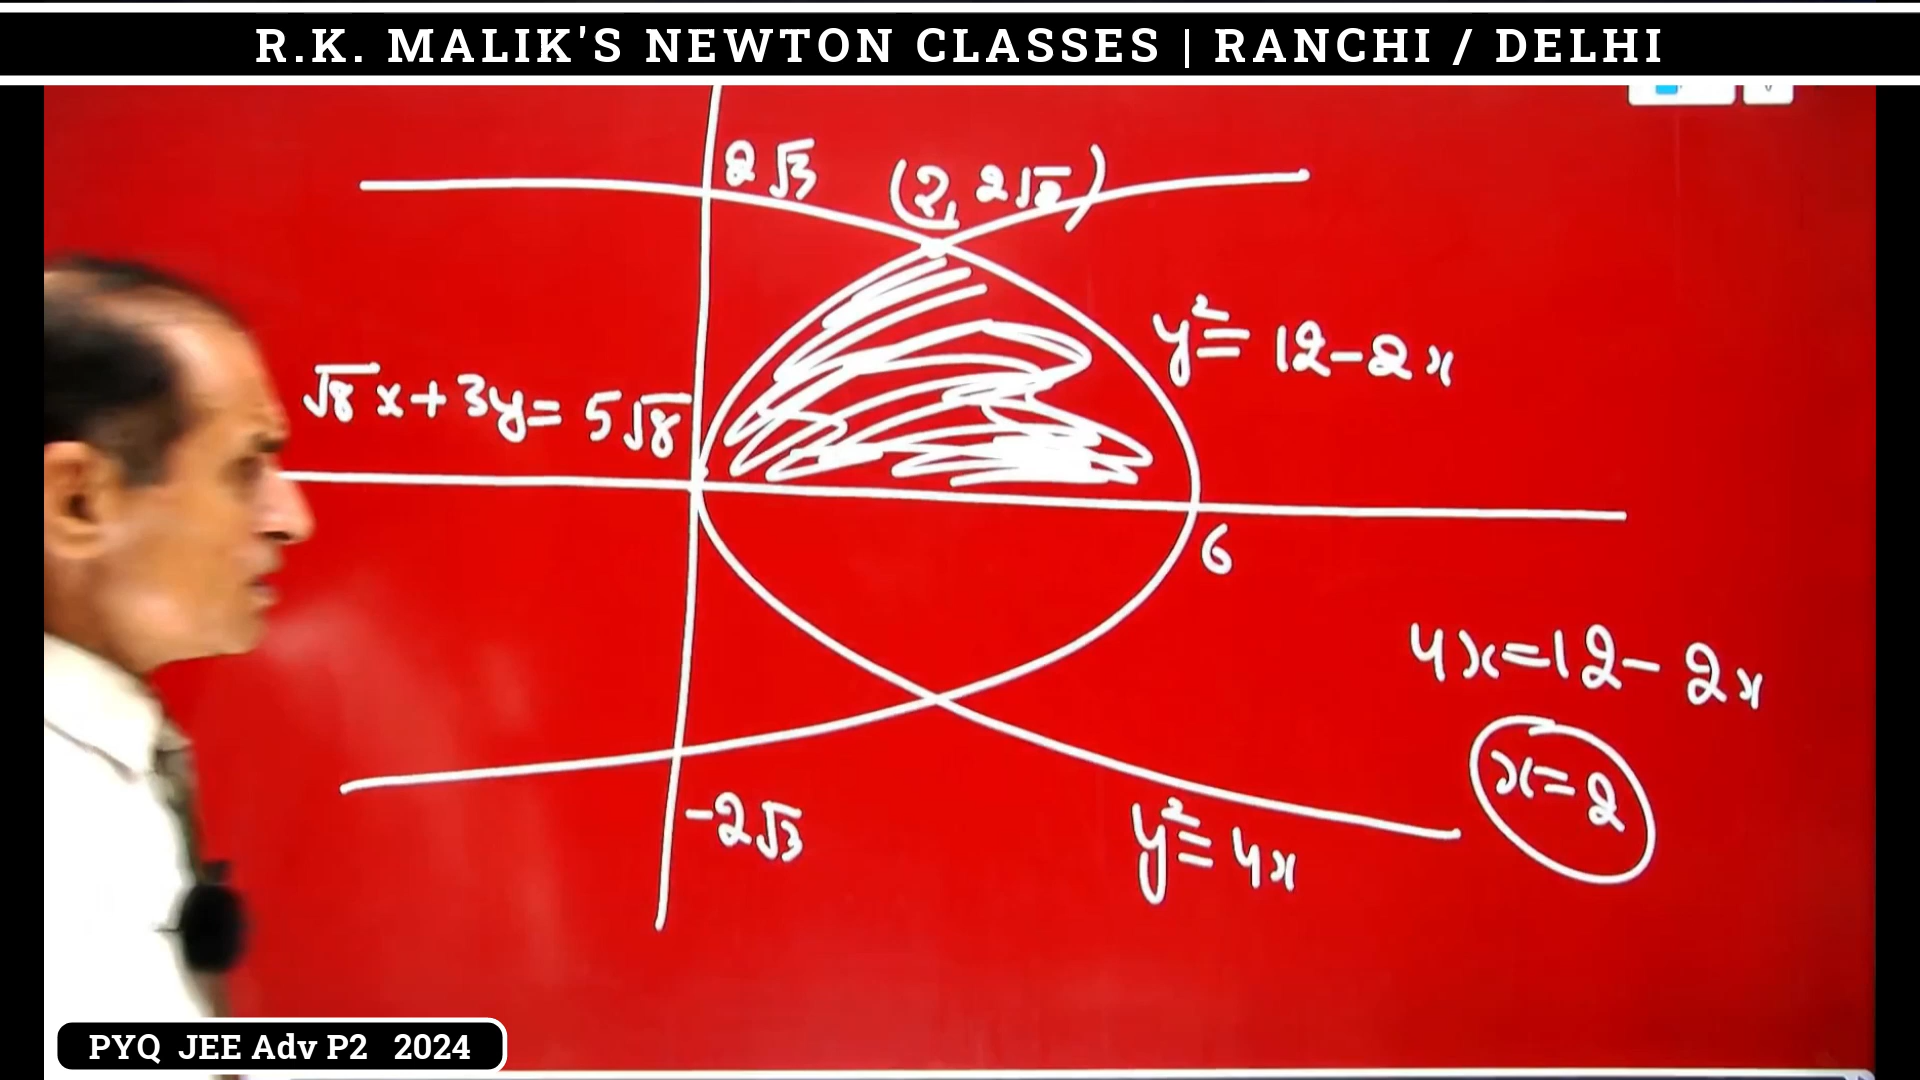 R.K. MALIK'S NEWTON CLASSES | RANCHI / DELHI
2√3
(2, 2√2)
y² = 12-2x
√8x + 3y = 5√8
6
4x = 12 - 2x
x = 2
-2√3
y² = 4x
PYQ JEE Adv P2 2024